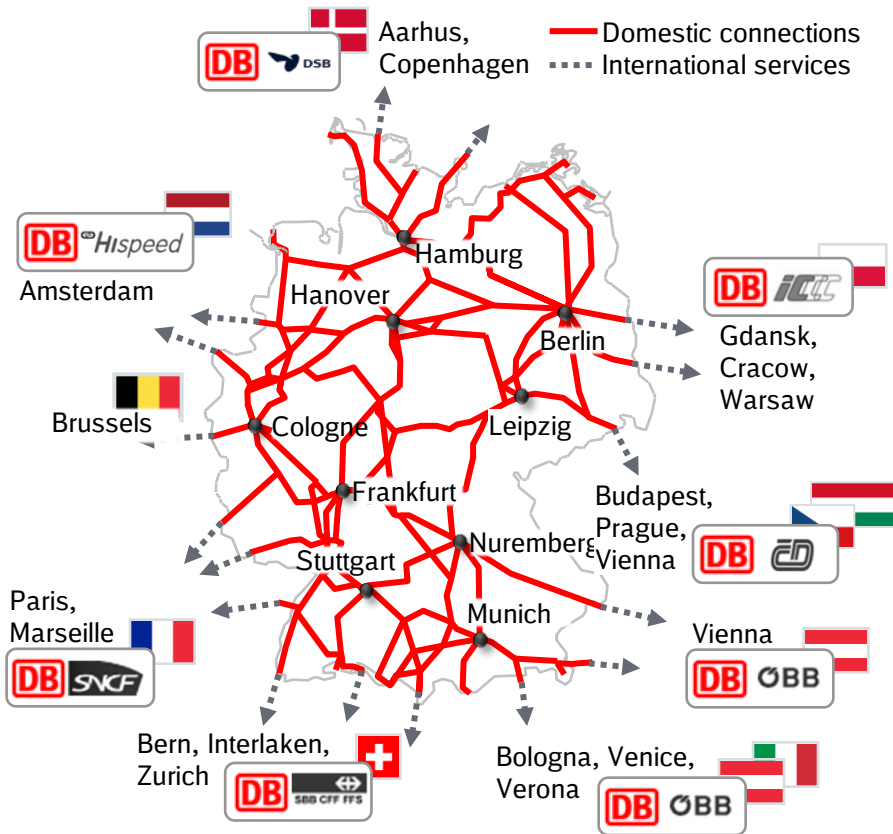 Aarhus,
Copenhagen
Domestic connections
International services
DB DSB
DB Hispeed
Amsterdam
Hamburg
Hanover
Berlin
DB
Gdansk,
Cracow,
Warsaw
Brussels
Cologne
Leipzig
Frankfurt
Budapest,
Prague,
Vienna
DB ČD
Nuremberg
Stuttgart
Paris,
Marseille
DB SNCF
Munich
Vienna
DB ÖBB
Bern, Interlaken,
Zurich
DB SBB CFF FFS
Bologna, Venice,
Verona
DB ÖBB